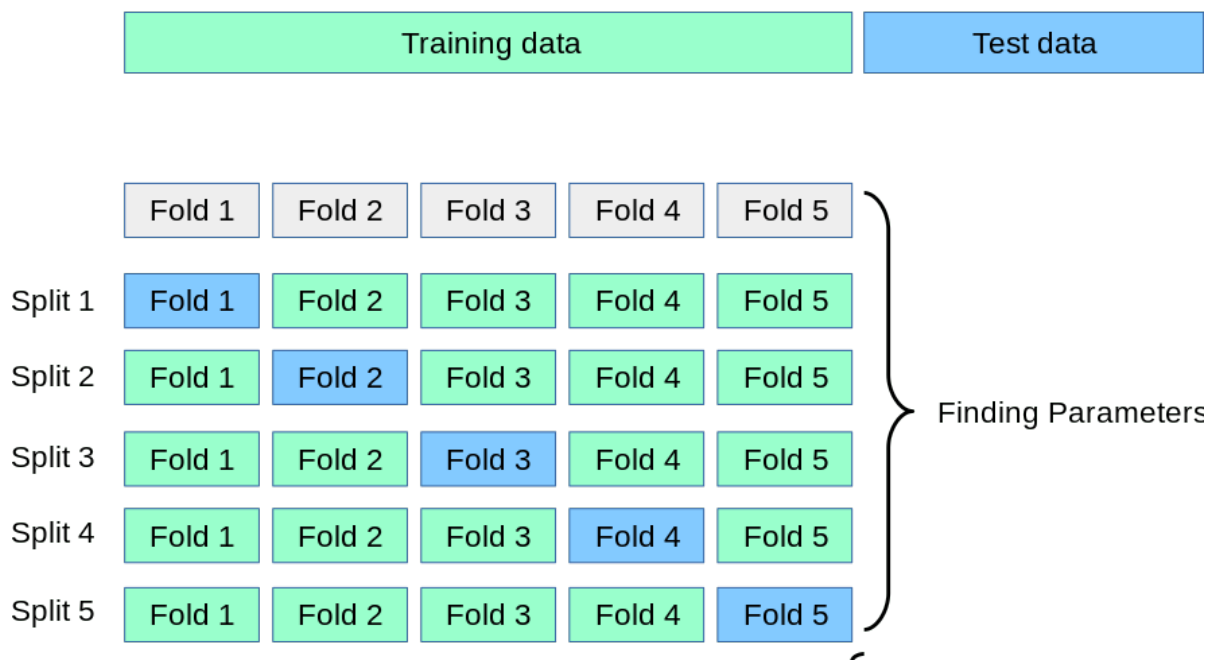 Training data
Test data
Fold 1 Fold 2 Fold 3 Fold 4 Fold 5
Split 1 Fold 1 Fold 2 Fold 3 Fold 4 Fold 5
Split 2 Fold 1 Fold 2 Fold 3 Fold 4 Fold 5
Finding Parameters
Split 3 Fold 1 Fold 2 Fold 3 Fold 4 Fold 5
Split 4 Fold 1 Fold 2 Fold 3 Fold 4 Fold 5
Split 5 Fold 1 Fold 2 Fold 3 Fold 4 Fold 5